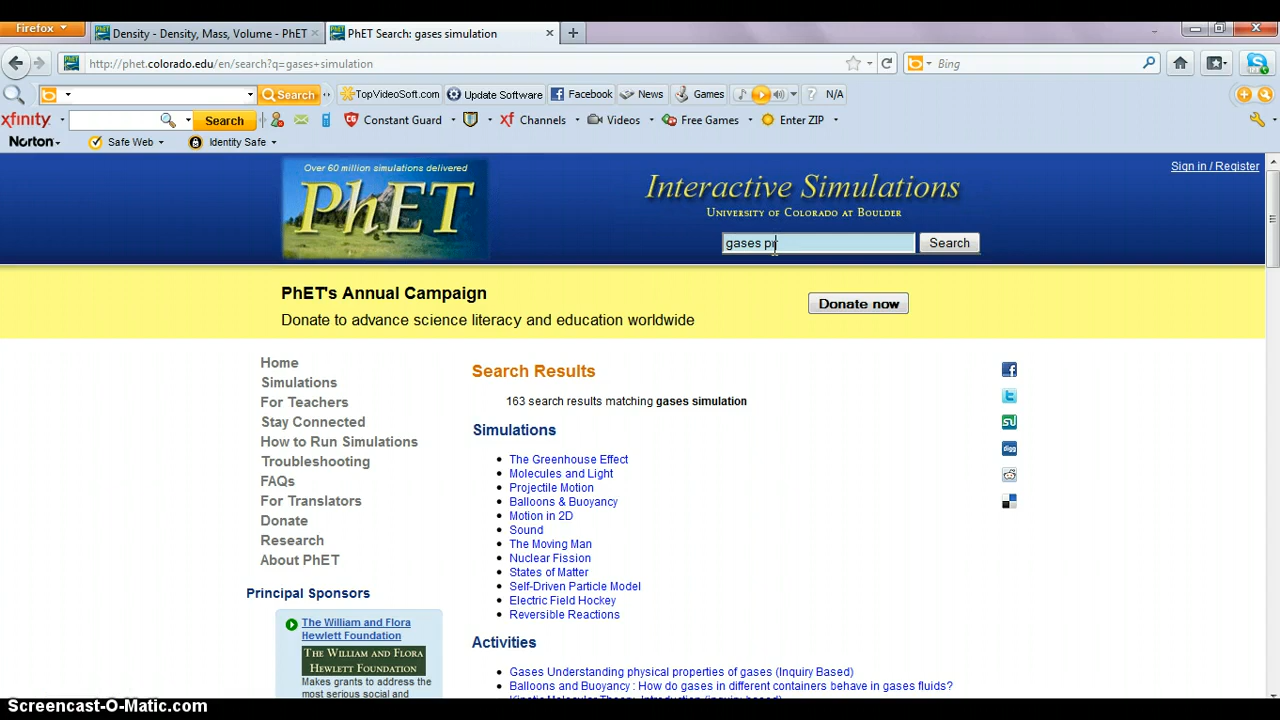 Firefox
Density - Density, Mass, Volume - PhET
PhET Search: gases simulation
http://phet.colorado.edu/en/search?q=gases+simulation
Bing
Search
TopVideoSoft.com
Update Software
Facebook
News
Games
N/A
xfinity
Search
Constant Guard
Channels
Videos
Free Games
Enter ZIP
Norton
Safe Web
Identity Safe
Over 60 million simulations delivered
PhET
Interactive Simulations
University of Colorado at Boulder
Sign in / Register
gases pr
Search
PhET's Annual Campaign
Donate to advance science literacy and education worldwide
Donate now
Home
Simulations
For Teachers
Stay Connected
How to Run Simulations
Troubleshooting
FAQs
For Translators
Donate
Research
About PhET
Principal Sponsors
The William and Flora
Hewlett Foundation
The William and Flora
Hewlett Foundation
Makes grants to address the
most serious social and
Search Results
163 search results matching gases simulation
Simulations
The Greenhouse Effect
Molecules and Light
Projectile Motion
Balloons & Buoyancy
Motion in 2D
Sound
The Moving Man
Nuclear Fission
States of Matter
Self-Driven Particle Model
Electric Field Hockey
Reversible Reactions
Activities
Gases Understanding physical properties of gases (Inquiry Based)
Balloons and Buoyancy : How do gases in different containers behave in gases fluids?
Kinetic Molecular Theory: Introduction (inquiry based)
Screencast-O-Matic.com